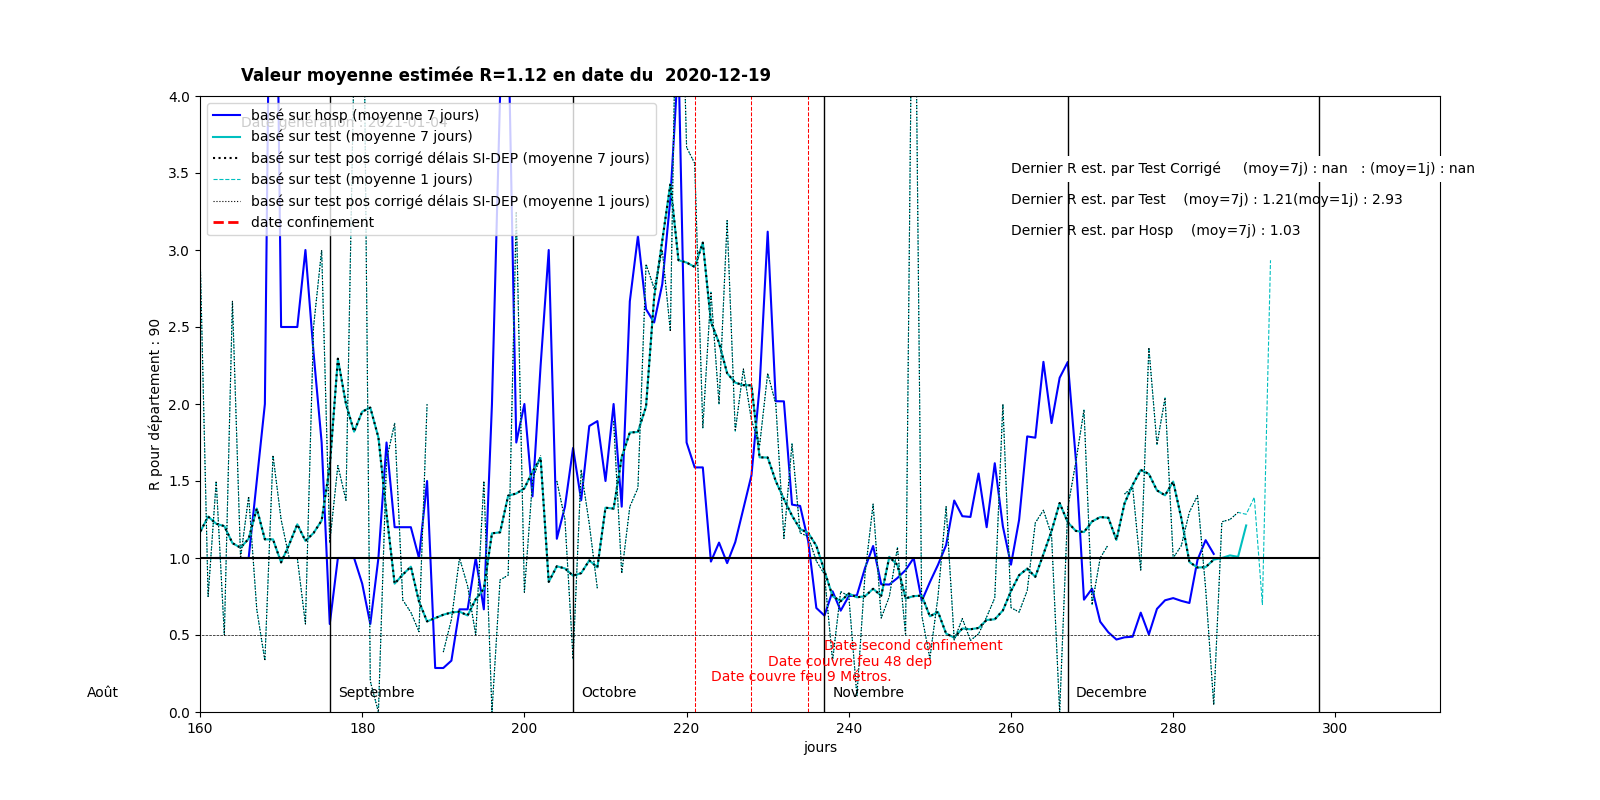 Valeur moyenne estimée R=1.12 en date du  2020-12-19
Date génération : 2021-01-04
basé sur hosp (moyenne 7 jours)
basé sur test (moyenne 7 jours)
basé sur test pos corrigé délais SI-DEP (moyenne 7 jours)
basé sur test (moyenne 1 jours)
basé sur test pos corrigé délais SI-DEP (moyenne 1 jours)
date confinement
Dernier R est. par Test Corrigé     (moy=7j) : nan   : (moy=1j) : nan
Dernier R est. par Test    (moy=7j) : 1.21(moy=1j) : 2.93
Dernier R est. par Hosp    (moy=7j) : 1.03
R pour département : 90
4.0
3.5
3.0
2.5
2.0
1.5
1.0
0.5
0.0
Date second confinement
Date couvre feu 48 dep
Date couvre feu 9 Métros.
Août
Septembre
Octobre
Novembre
Decembre
160 180 200 220 240 260 280 300
jours